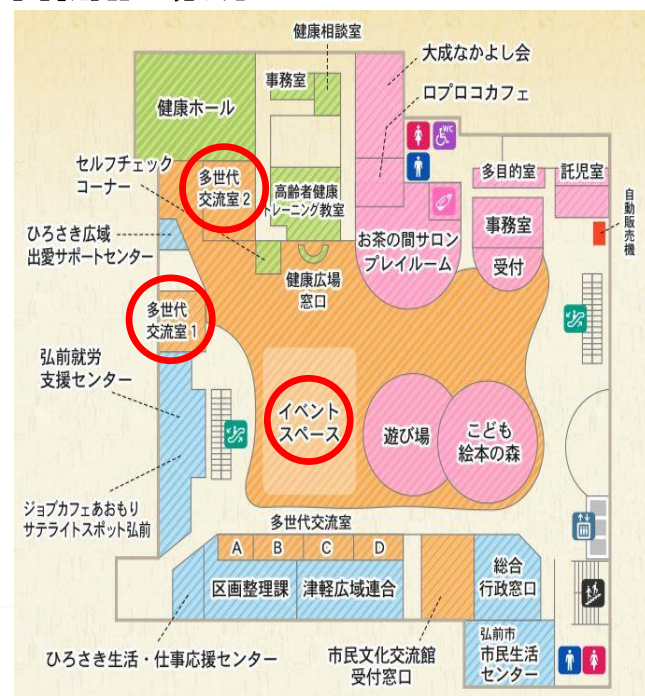 健康相談室
大成なかよし会
事務室
ロプロコカフェ
健康ホール
WC
セルフチェック
コーナー
多世代
交流室2
高齢者健康
トレーニング教室
多目的室
託児室
自動販売機
ひろさき広域
出愛サポートセンター
お茶の間サロン
プレイルーム
事務室
受付
健康広場
窓口
多世代
交流室1
弘前就労
支援センター
イベント
スペース
遊び場
こども
絵本の森
ジョブカフェあおもり
サテライトスポット弘前
多世代交流室
A B C D
区画整理課
津軽広域連合
総合
行政窓口
ひろさき生活・仕事応援センター
市民文化交流館
受付窓口
弘前市
市民生活
センター